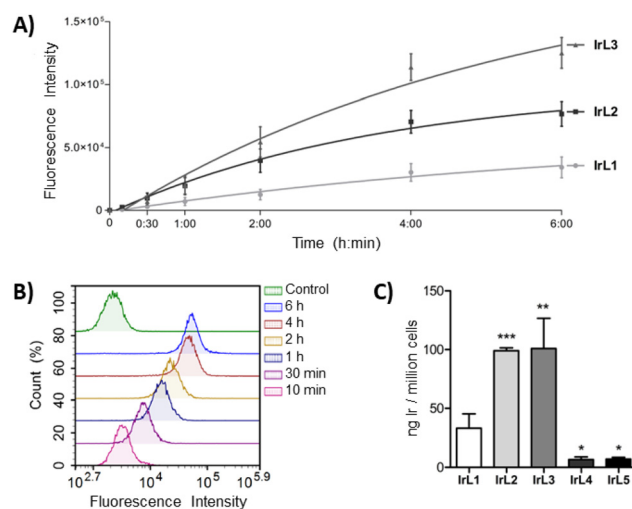 A)
Fluorescence Intensity
1.5×10⁵
1.0×10⁵
5.0×10⁴
0
0 0:30 1:00 2:00 4:00 6:00
Time (h:min)
IrL3
IrL2
IrL1
B)
Count (%)
100
80
60
40
20
0
10^2.7 10^4 10^5 10^5.9
Fluorescence Intensity
Control
6 h
4 h
2 h
1 h
30 min
10 min
C)
ng Ir / million cells
150
100
50
0
*** ** * *
IrL1 IrL2 IrL3 IrL4 IrL5